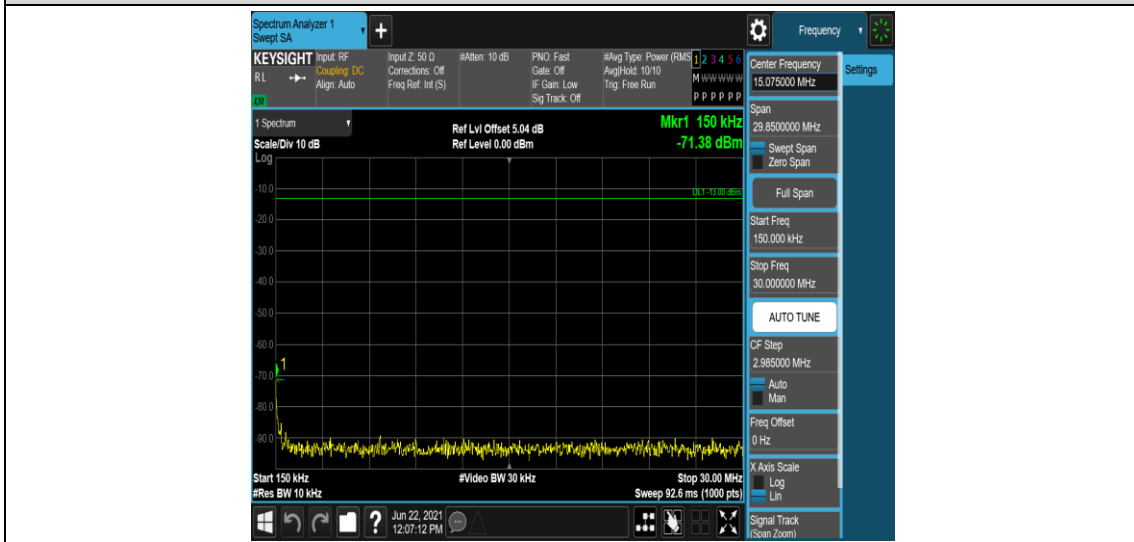 Spectrum Analyzer 1
Swept SA
+
Frequency
KEYSIGHT
RL
LXI
Input: RF
Coupling: DC
Align: Auto
Input Z: 50 Ω
Corrections: Off
Freq Ref: Int (S)
#Atten: 10 dB
PNO: Fast
Gate: Off
IF Gain: Low
Sig Track: Off
#Avg Type: Power (RMS
Avg|Hold: 10/10
Trig: Free Run
1 2 3 4 5 6
M W W W W W
P P P P P P
1 Spectrum
Scale/Div 10 dB
Log
Ref Lvl Offset 5.04 dB
Ref Level 0.00 dBm
Mkr1 150 kHz
-71.38 dBm
DL1 -13.00 dBm
-10.0
-20.0
-30.0
-40.0
-50.0
-60.0
1
-70.0
-80.0
-90.0
Start 150 kHz
#Res BW 10 kHz
#Video BW 30 kHz
Stop 30.00 MHz
Sweep 92.6 ms (1000 pts)
?
Jun 22, 2021
12:07:12 PM
Center Frequency
15.075000 MHz
Settings
Span
29.8500000 MHz
Swept Span
Zero Span
Full Span
Start Freq
150.000 kHz
Stop Freq
30.000000 MHz
AUTO TUNE
CF Step
2.985000 MHz
Auto
Man
Freq Offset
0 Hz
X Axis Scale
Log
Lin
Signal Track
(Span Zoom)